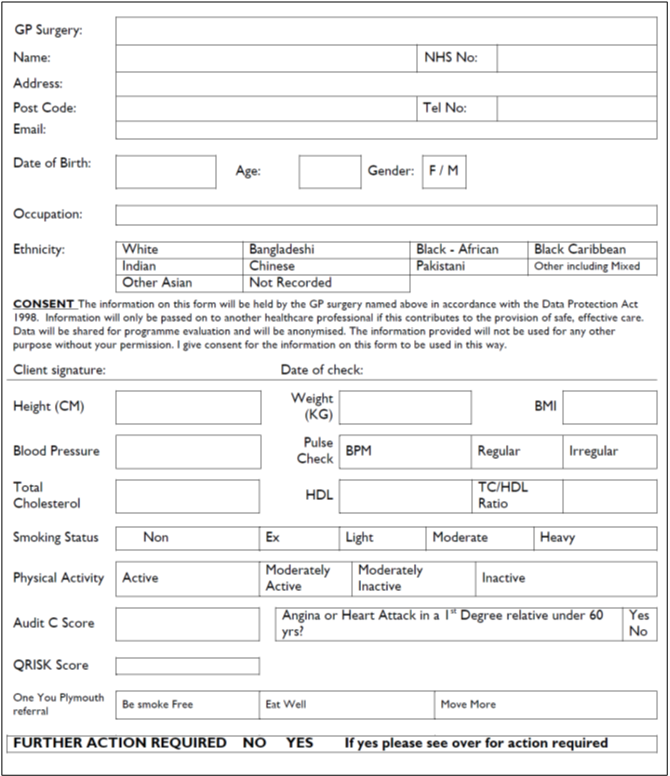 GP Surgery:
Name: NHS No:
Address:
Post Code: Tel No:
Email:
Date of Birth: Age: Gender: F / M
Occupation:
Ethnicity: White Bangladeshi Black - African Black Caribbean
Indian Chinese Pakistani Other including Mixed
Other Asian Not Recorded
CONSENT The information on this form will be held by the GP surgery named above in accordance with the Data Protection Act
1998. Information will only be passed on to another healthcare professional if this contributes to the provision of safe, effective care.
Data will be shared for programme evaluation and will be anonymised. The information provided will not be used for any other
purpose without your permission. I give consent for the information on this form to be used in this way.
Client signature: Date of check:
Height (CM) Weight (KG) BMI
Blood Pressure Pulse Check BPM Regular Irregular
Total Cholesterol HDL TC/HDL Ratio
Smoking Status Non Ex Light Moderate Heavy
Physical Activity Active Moderately Active Moderately Inactive Inactive
Audit C Score Angina or Heart Attack in a 1st Degree relative under 60 yrs? Yes No
QRISK Score
One You Plymouth referral Be smoke Free Eat Well Move More
FURTHER ACTION REQUIRED NO YES If yes please see over for action required